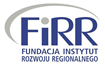 FiRR
FUNDACJA INSTYTUT
ROZWOJU REGIONALNEGO